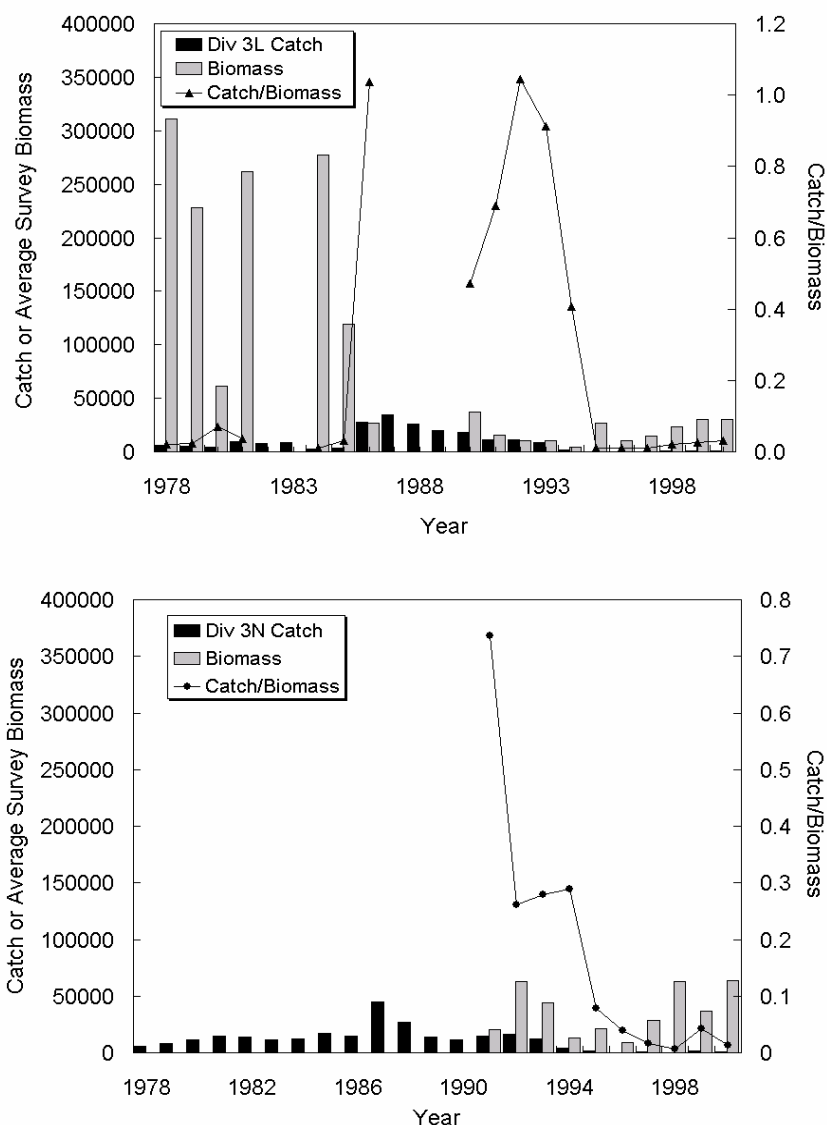 400000
350000
300000
250000
200000
150000
100000
50000
0
Catch or Average Survey Biomass
Div 3L Catch
Biomass
Catch/Biomass
1.2
1.0
0.8
0.6
0.4
0.2
0.0
Catch/Biomass
1978 1983 1988 1993 1998
Year
400000
350000
300000
250000
200000
150000
100000
50000
0
Catch or Average Survey Biomass
Div 3N Catch
Biomass
Catch/Biomass
0.8
0.7
0.6
0.5
0.4
0.3
0.2
0.1
0
Catch/Biomass
1978 1982 1986 1990 1994 1998
Year